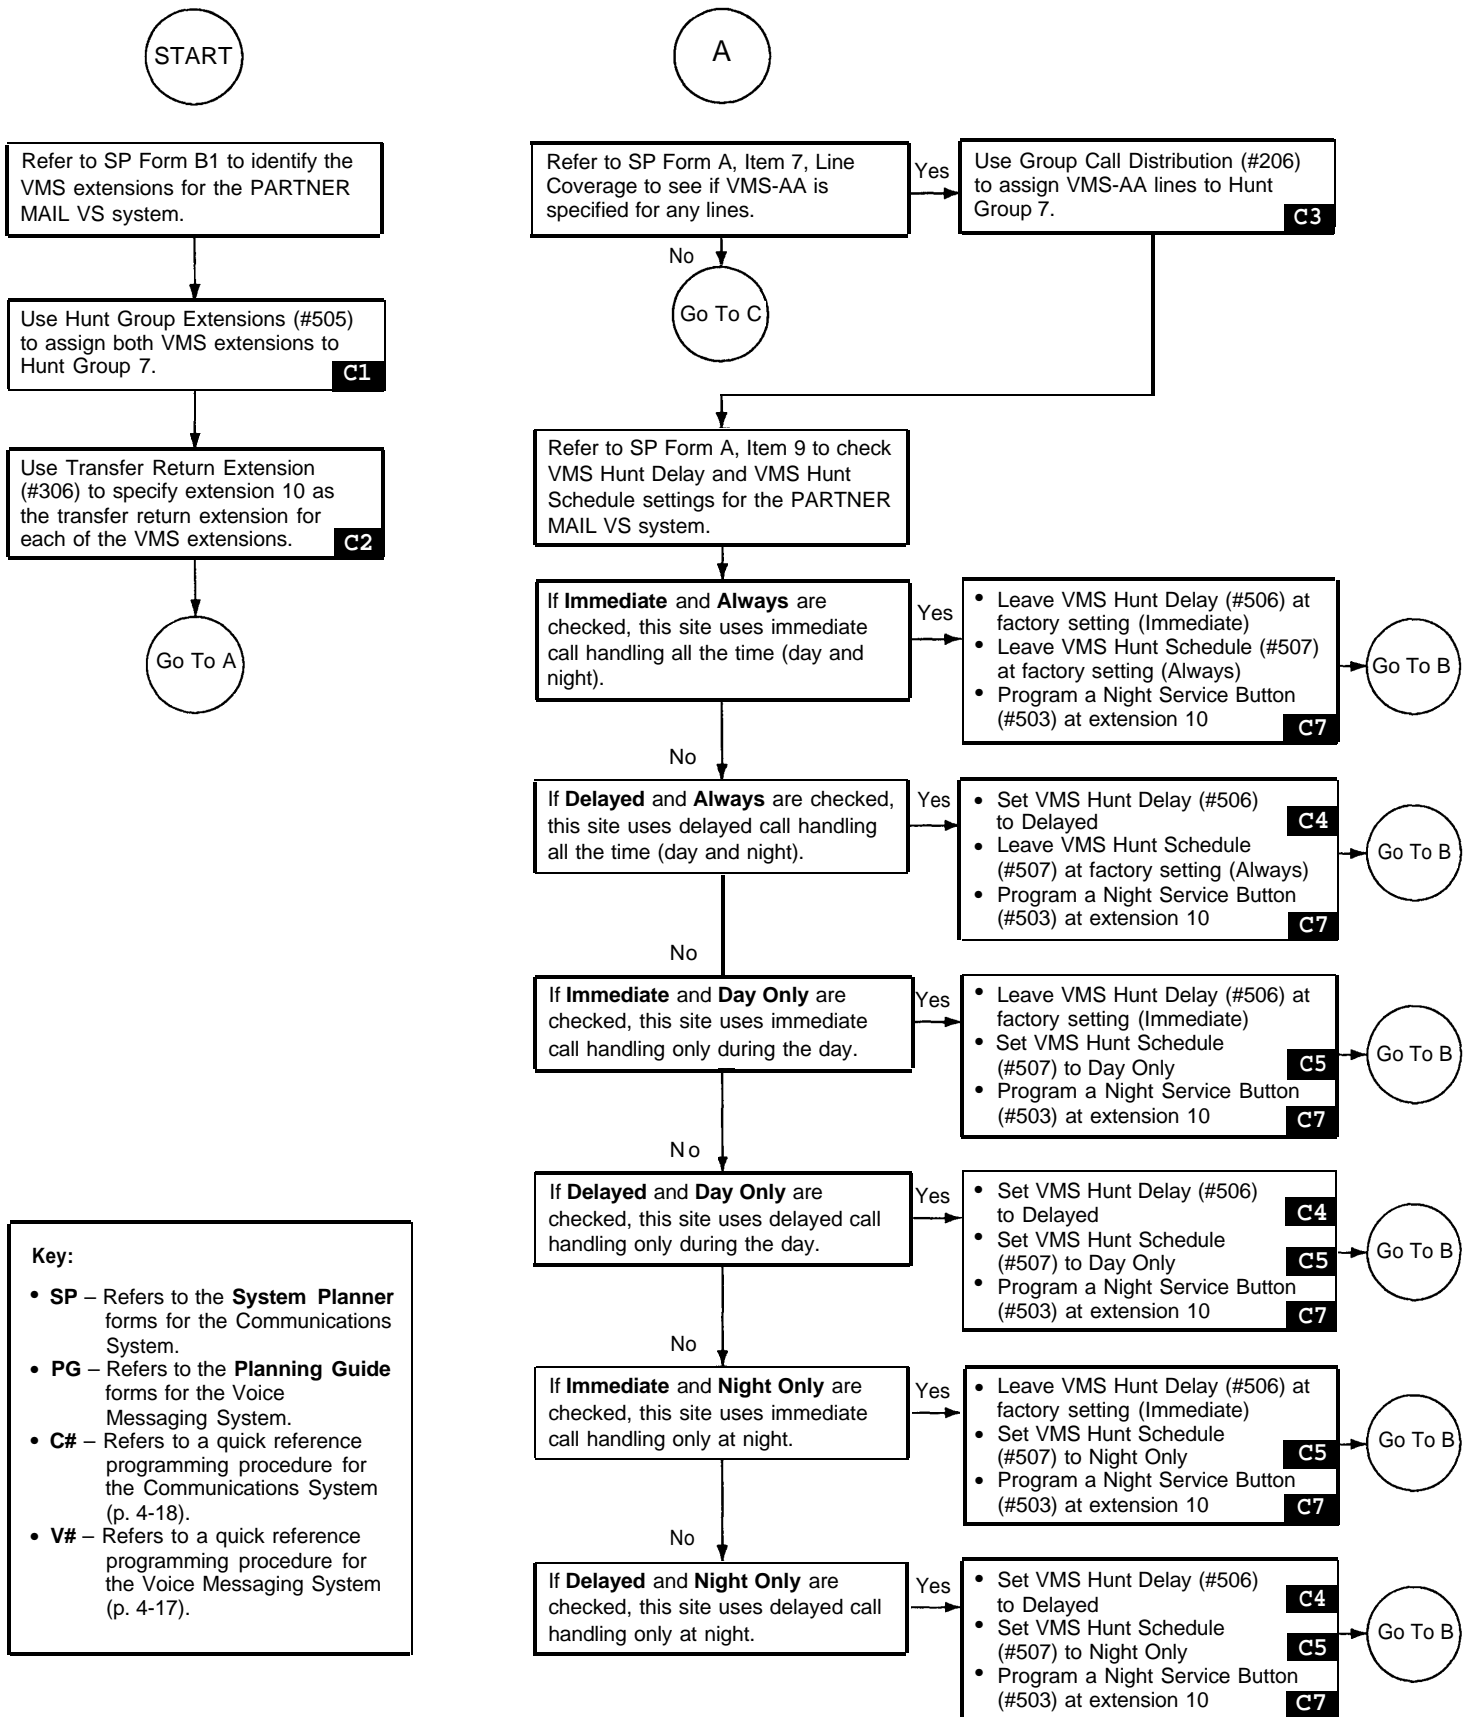 START
Refer to SP Form B1 to identify the
VMS extensions for the PARTNER
MAIL VS system.
Use Hunt Group Extensions (#505)
to assign both VMS extensions to
Hunt Group 7.
C1
Use Transfer Return Extension
(#306) to specify extension 10 as
the transfer return extension for
each of the VMS extensions.
C2
Go To A
Key:
• SP – Refers to the System Planner
forms for the Communications
System.
• PG – Refers to the Planning Guide
forms for the Voice
Messaging System.
• C# – Refers to a quick reference
programming procedure for
the Communications System
(p. 4-18).
• V# – Refers to a quick reference
programming procedure for
the Voice Messaging System
(p. 4-17).
A
Refer to SP Form A, Item 7, Line
Coverage to see if VMS-AA is
specified for any lines.
Yes
Use Group Call Distribution (#206)
to assign VMS-AA lines to Hunt
Group 7.
C3
No
Go To C
Refer to SP Form A, Item 9 to check
VMS Hunt Delay and VMS Hunt
Schedule settings for the PARTNER
MAIL VS system.
If Immediate and Always are
checked, this site uses immediate
call handling all the time (day and
night).
Yes
• Leave VMS Hunt Delay (#506) at
factory setting (Immediate)
• Leave VMS Hunt Schedule (#507)
at factory setting (Always)
• Program a Night Service Button
(#503) at extension 10
C7
Go To B
No
If Delayed and Always are checked,
this site uses delayed call handling
all the time (day and night).
Yes
• Set VMS Hunt Delay (#506)
to Delayed
C4
• Leave VMS Hunt Schedule
(#507) at factory setting (Always)
• Program a Night Service Button
(#503) at extension 10
C7
Go To B
No
If Immediate and Day Only are
checked, this site uses immediate
call handling only during the day.
Yes
• Leave VMS Hunt Delay (#506) at
factory setting (Immediate)
• Set VMS Hunt Schedule
(#507) to Day Only
C5
• Program a Night Service Button
(#503) at extension 10
C7
Go To B
No
If Delayed and Day Only are
checked, this site uses delayed call
handling only during the day.
Yes
• Set VMS Hunt Delay (#506)
to Delayed
C4
• Set VMS Hunt Schedule
(#507) to Day Only
C5
• Program a Night Service Button
(#503) at extension 10
C7
Go To B
No
If Immediate and Night Only are
checked, this site uses immediate
call handling only at night.
Yes
• Leave VMS Hunt Delay (#506) at
factory setting (Immediate)
• Set VMS Hunt Schedule
(#507) to Night Only
C5
• Program a Night Service Button
(#503) at extension 10
C7
Go To B
No
If Delayed and Night Only are
checked, this site uses delayed call
handling only at night.
Yes
• Set VMS Hunt Delay (#506)
to Delayed
C4
• Set VMS Hunt Schedule
(#507) to Night Only
C5
• Program a Night Service Button
(#503) at extension 10
C7
Go To B